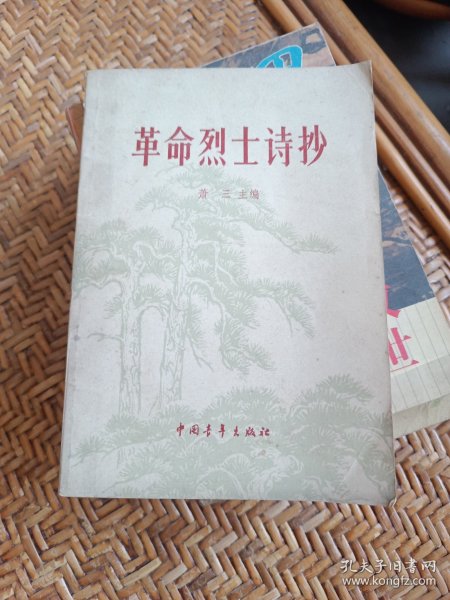 革命烈士诗抄
萧三 主编
中国青年出版社
世
孔夫子旧书网
www.kongfz.com